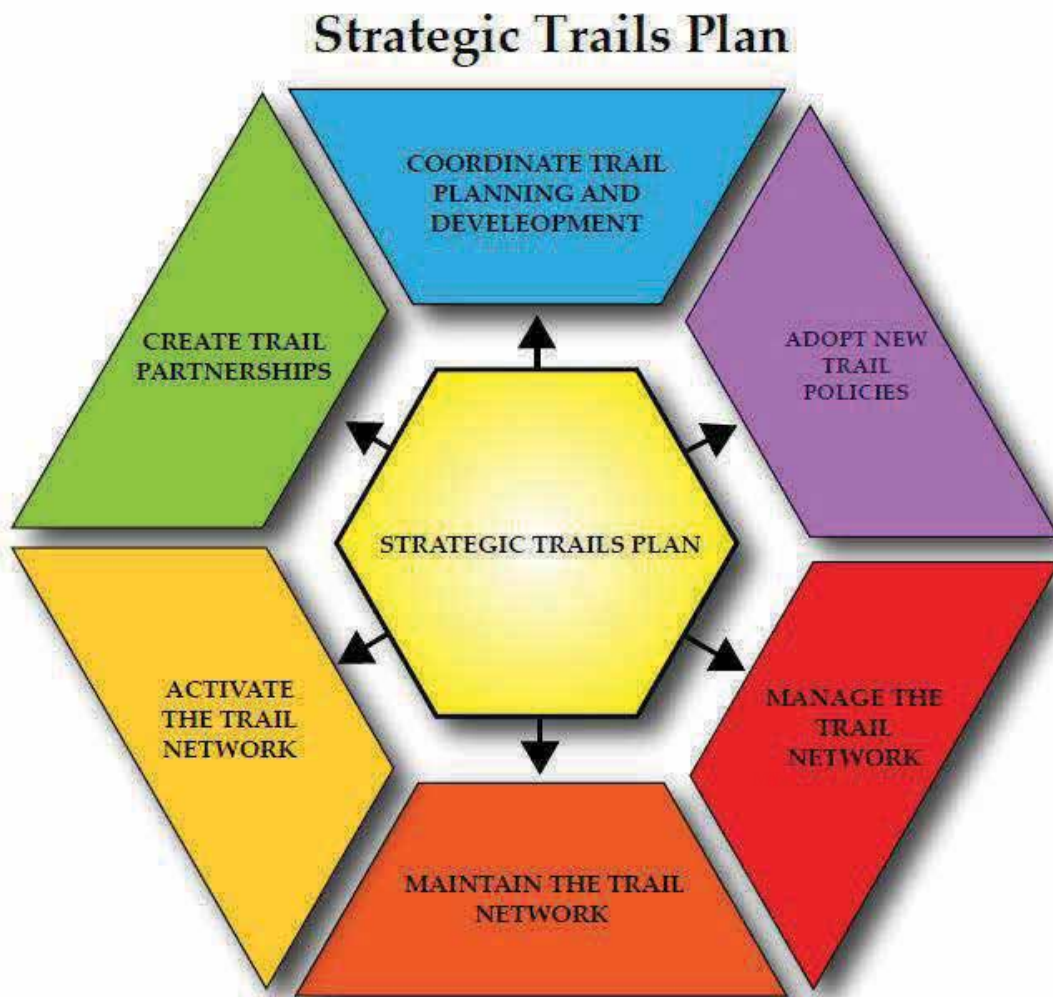 Strategic Trails Plan
COORDINATE TRAIL
PLANNING AND
DEVELEOPMENT
ADOPT NEW
TRAIL
POLICIES
CREATE TRAIL
PARTNERSHIPS
STRATEGIC TRAILS PLAN
ACTIVATE
THE TRAIL
NETWORK
MANAGE THE
TRAIL
NETWORK
MAINTAIN THE TRAIL
NETWORK